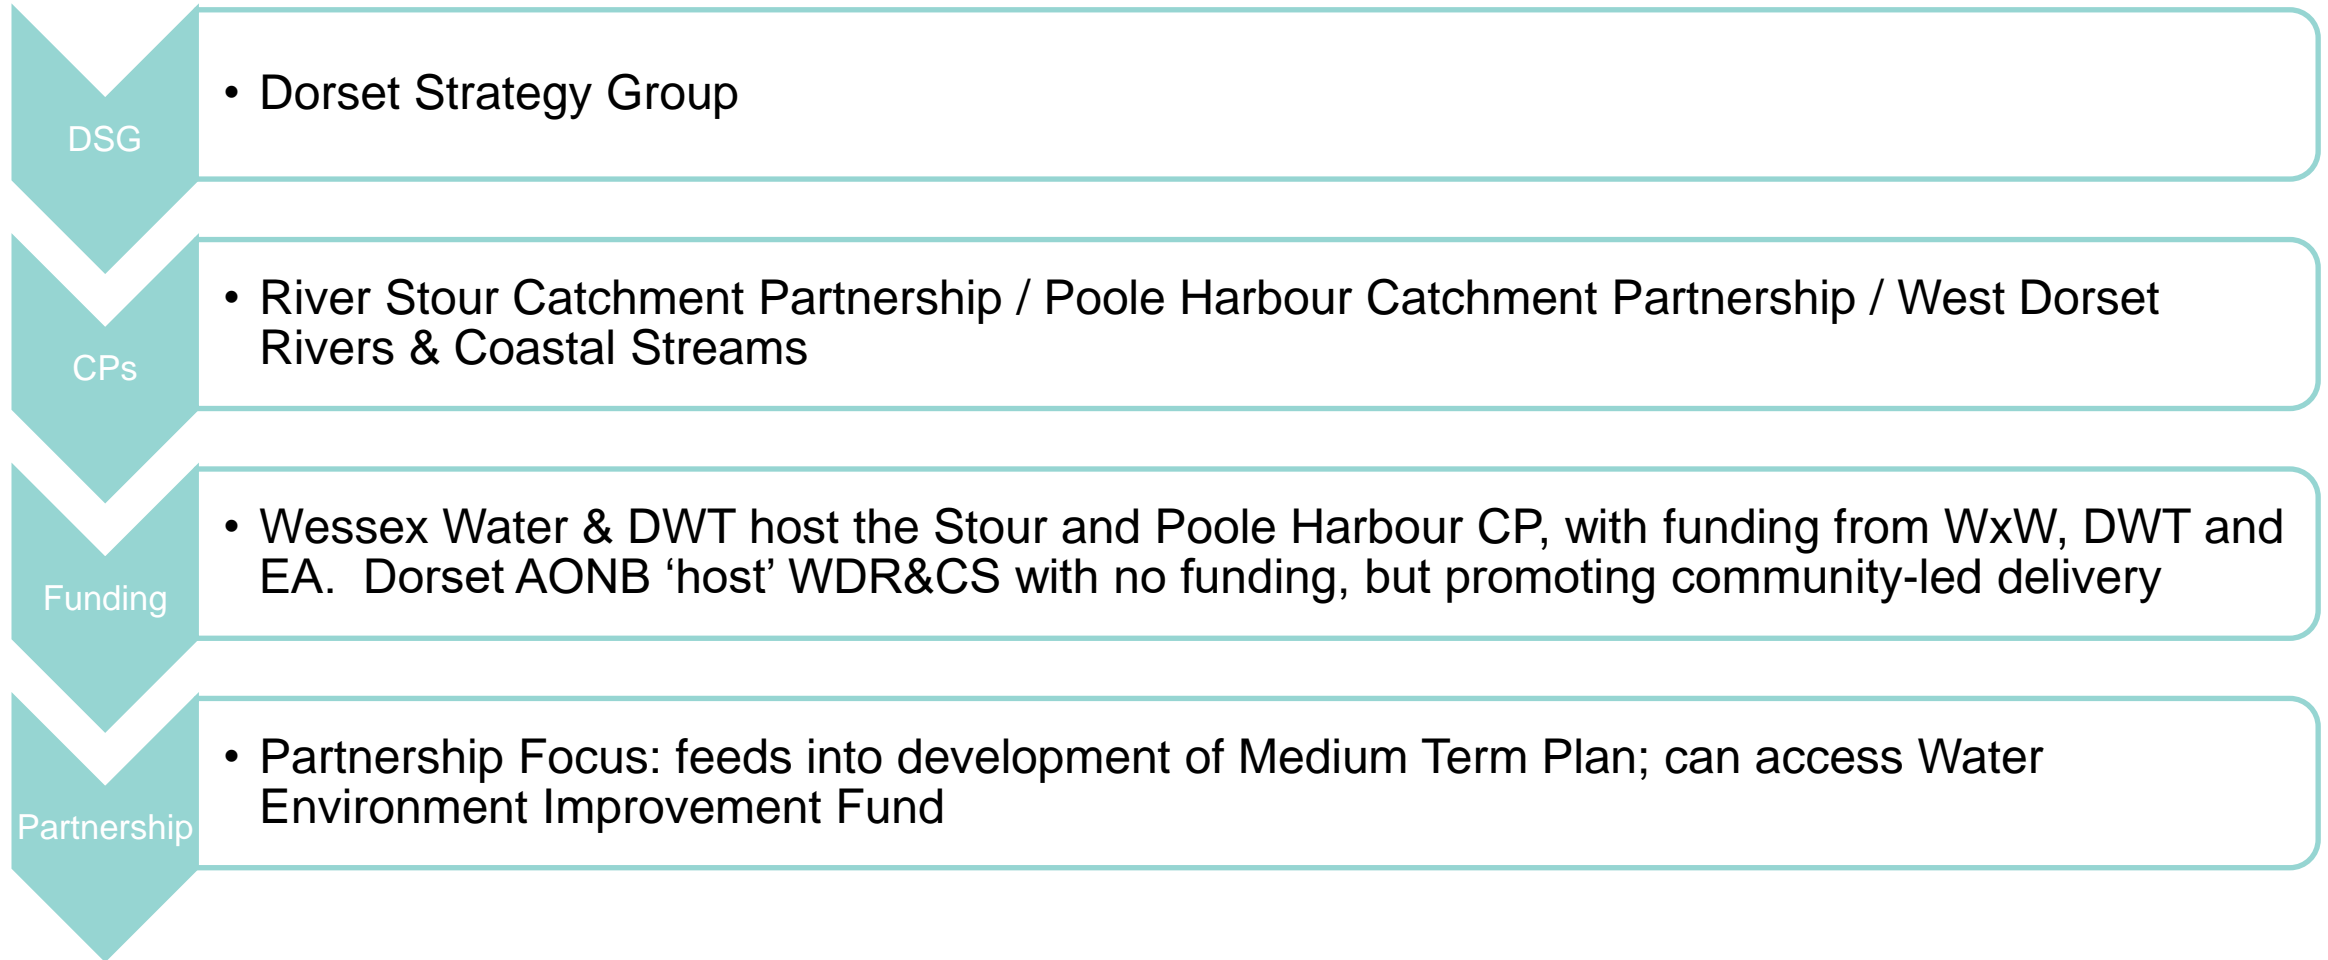 DSG
• Dorset Strategy Group
CPs
• River Stour Catchment Partnership / Poole Harbour Catchment Partnership / West Dorset
Rivers & Coastal Streams
Funding
• Wessex Water & DWT host the Stour and Poole Harbour CP, with funding from WxW, DWT and
EA.  Dorset AONB ‘host’ WDR&CS with no funding, but promoting community-led delivery
Partnership
• Partnership Focus: feeds into development of Medium Term Plan; can access Water
Environment Improvement Fund